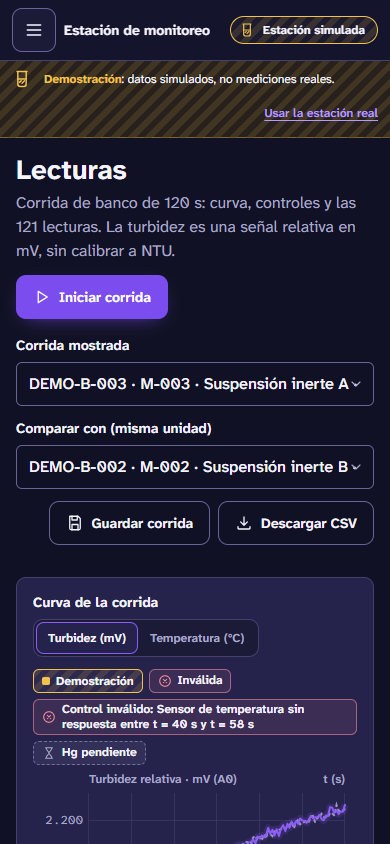 Estación de monitoreo
Estación simulada
Demostración: datos simulados, no mediciones reales.
Usar la estación real
Lecturas
Corrida de banco de 120 s: curva, controles y las
121 lecturas. La turbidez es una señal relativa en
mV, sin calibrar a NTU.
Iniciar corrida
Corrida mostrada
DEMO-B-003 · M-003 · Suspensión inerte A
Comparar con (misma unidad)
DEMO-B-002 · M-002 · Suspensión inerte B
Guardar corrida
Descargar CSV
Curva de la corrida
Turbidez (mV)
Temperatura (°C)
Demostración
Inválida
Control inválido: Sensor de temperatura sin
respuesta entre t = 40 s y t = 58 s
Hg pendiente
Turbidez relativa · mV (A0)
t (s)
2.200